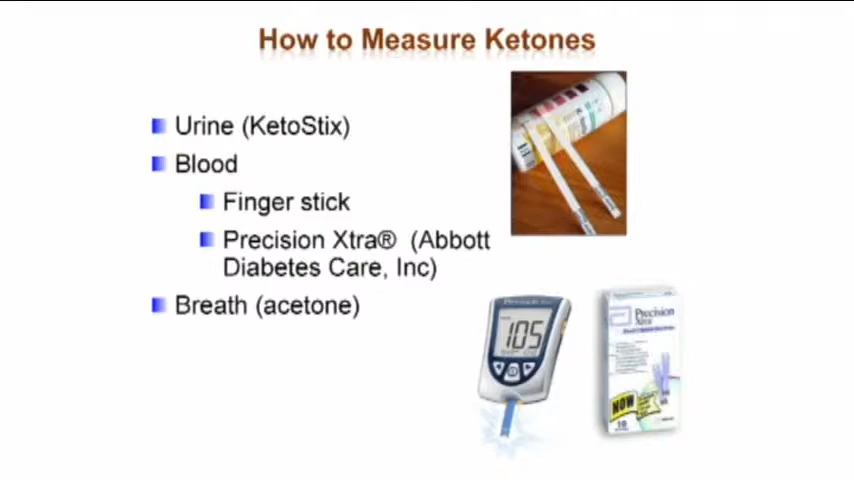 How to Measure Ketones
Urine (KetoStix)
Blood
Finger stick
Precision Xtra® (Abbott
Diabetes Care, Inc)
Breath (acetone)
105
Precision
Xtra
NOW
10